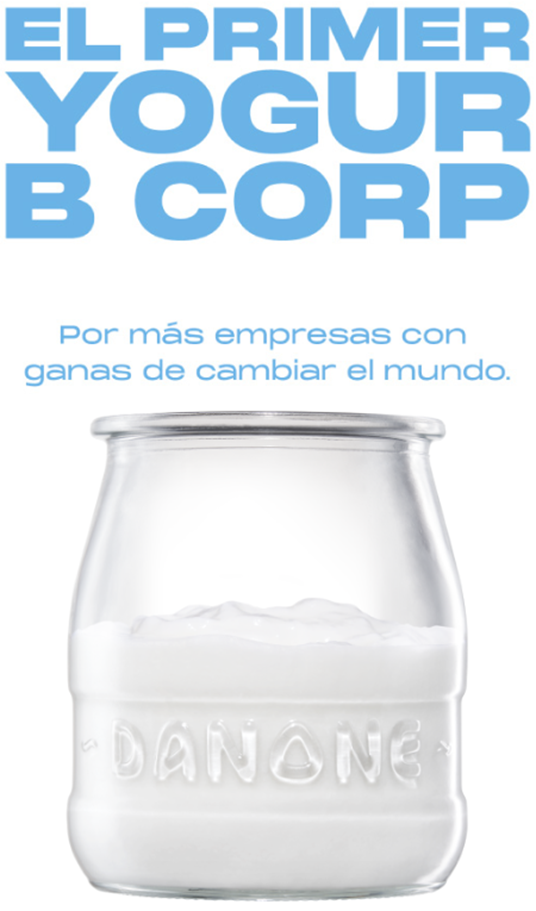 EL PRIMER
YOGUR
B CORP
Por más empresas con
ganas de cambiar el mundo.
DANONE